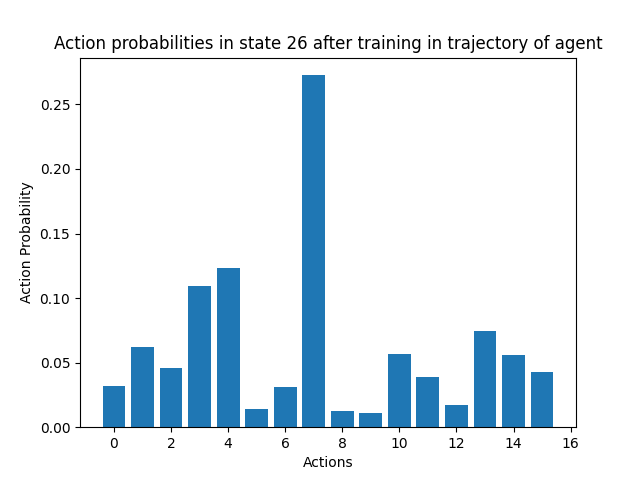 Action probabilities in state 26 after training in trajectory of agent
0.25
0.20
0.15
0.10
0.05
0.00
Action Probability
0 2 4 6 8 10 12 14 16
Actions